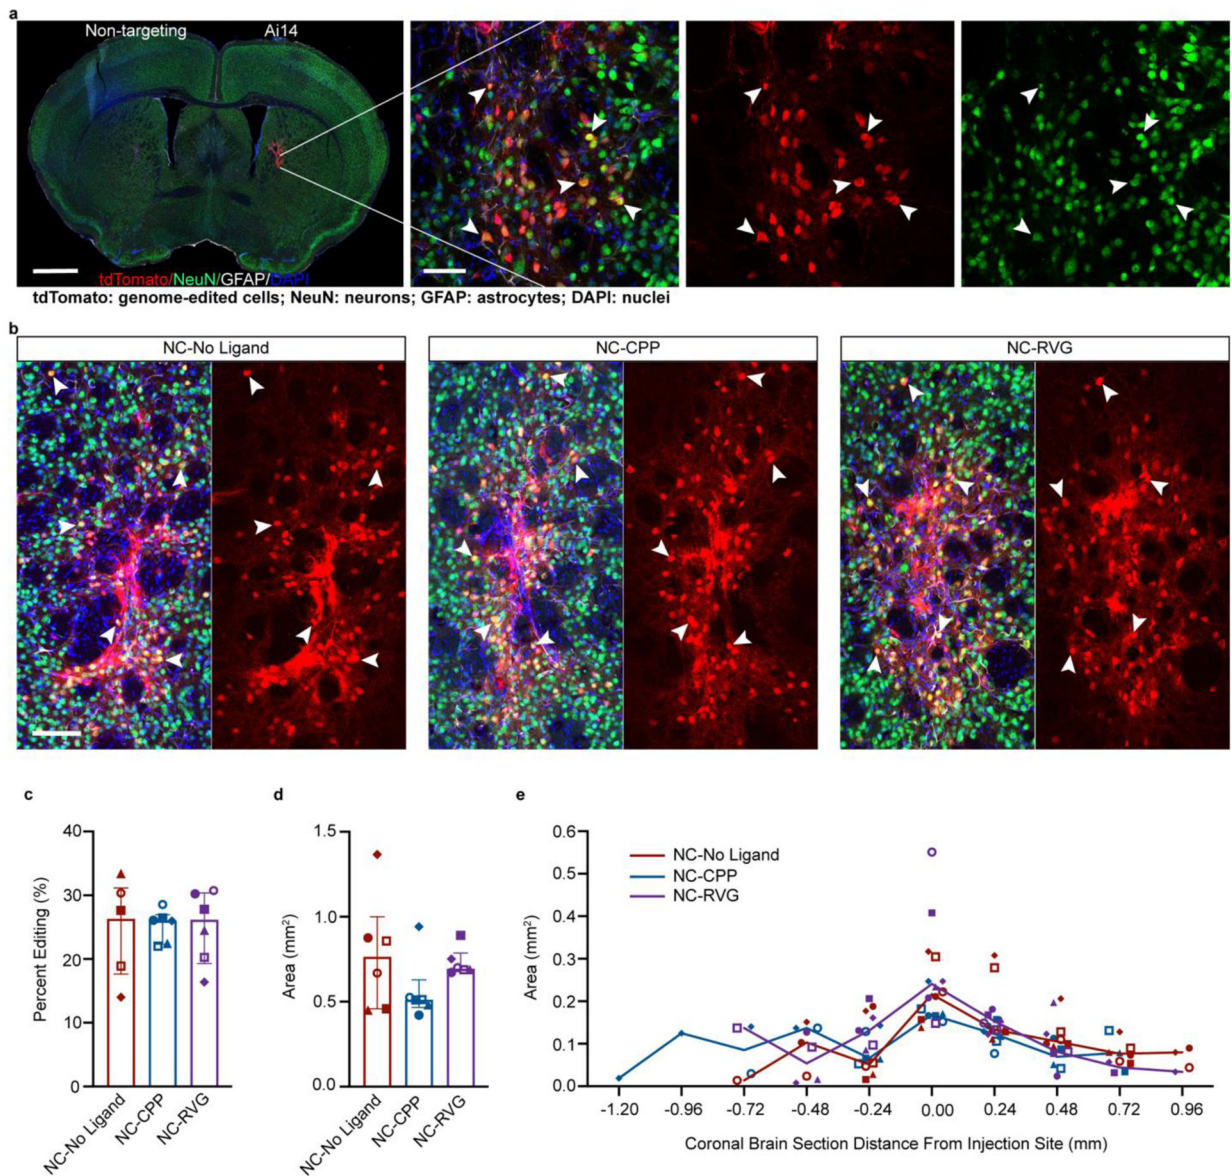 a
Non-targeting
Ai14
tdTomato/NeuN/GFAP/DAPI
tdTomato: genome-edited cells; NeuN: neurons; GFAP: astrocytes; DAPI: nuclei
b
NC-No Ligand
NC-CPP
NC-RVG
c
Percent Editing (%)
40
30
20
10
0
NC-No Ligand
NC-CPP
NC-RVG
d
Area (mm²)
1.5
1.0
0.5
0.0
NC-No Ligand
NC-CPP
NC-RVG
e
Area (mm²)
0.6
0.5
0.4
0.3
0.2
0.1
0.0
NC-No Ligand
NC-CPP
NC-RVG
-1.20 -0.96 -0.72 -0.48 -0.24 0.00 0.24 0.48 0.72 0.96
Coronal Brain Section Distance From Injection Site (mm)